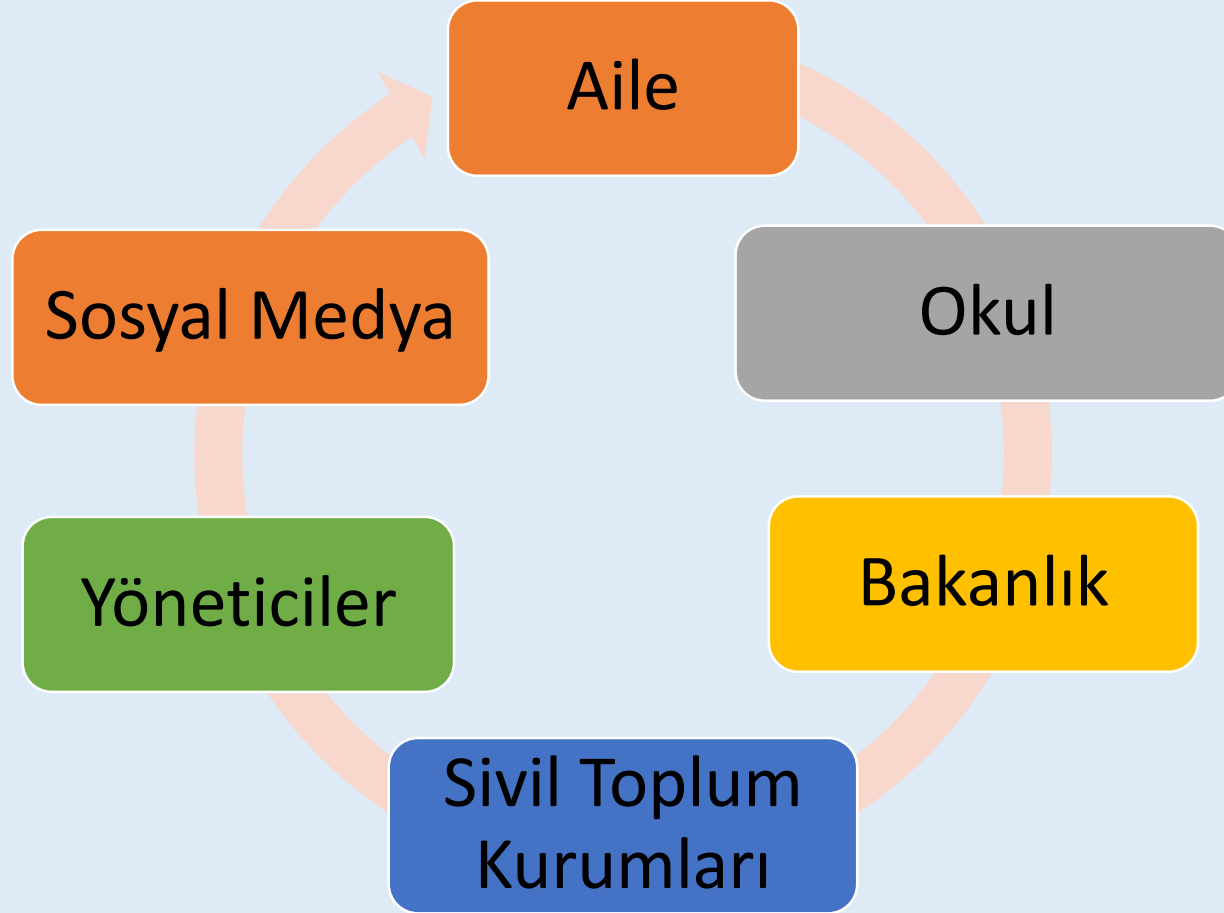 Aile
Okul
Bakanlık
Sivil Toplum
Kurumları
Yöneticiler
Sosyal Medya